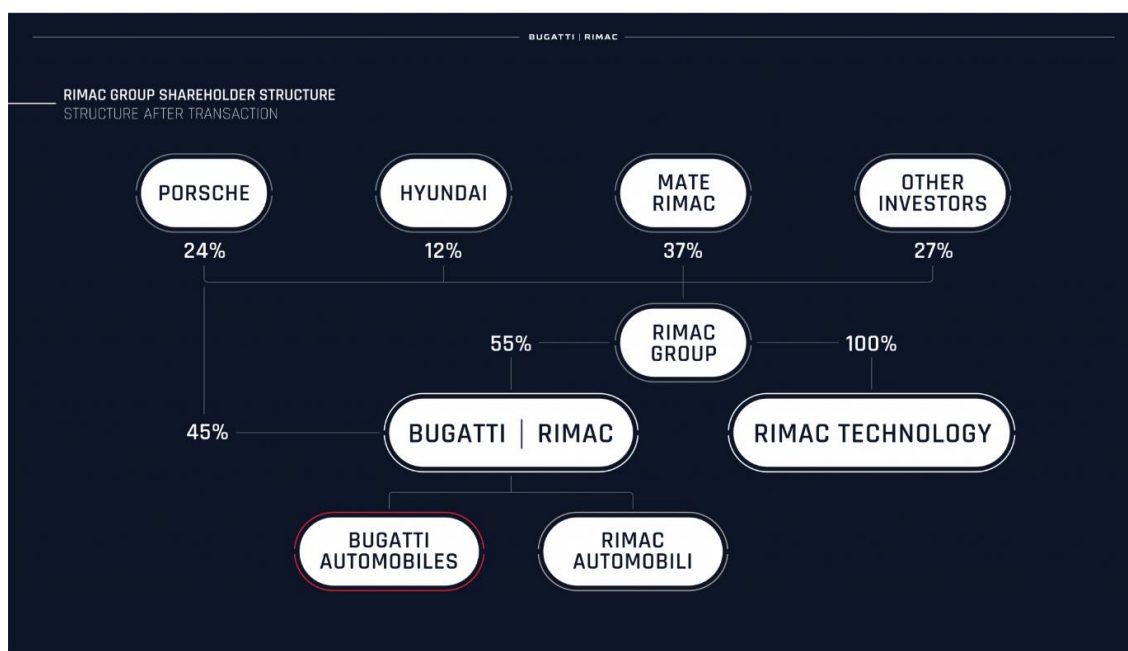 BUGATTI | RIMAC
RIMAC GROUP SHAREHOLDER STRUCTURE
STRUCTURE AFTER TRANSACTION
PORSCHE
HYUNDAI
MATE
RIMAC
OTHER
INVESTORS
24%
12%
37%
27%
RIMAC
GROUP
55%
100%
45%
BUGATTI | RIMAC
RIMAC TECHNOLOGY
BUGATTI
AUTOMOBILES
RIMAC
AUTOMOBILI